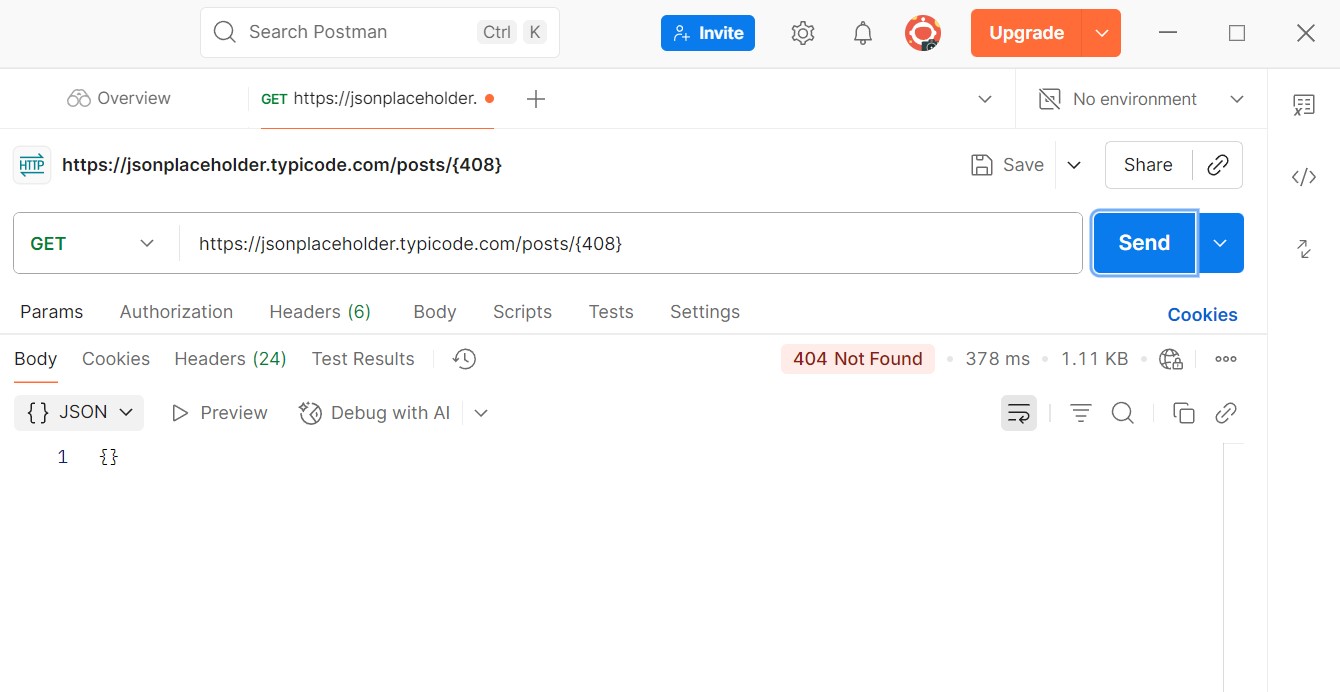 Search Postman Ctrl K Invite Upgrade
Overview GET https://jsonplaceholder. No environment
HTTP https://jsonplaceholder.typicode.com/posts/{408} Save Share
GET https://jsonplaceholder.typicode.com/posts/{408} Send
Params Authorization Headers (6) Body Scripts Tests Settings Cookies
Body Cookies Headers (24) Test Results 404 Not Found 378 ms 1.11 KB
{} JSON Preview Debug with AI
1 {}